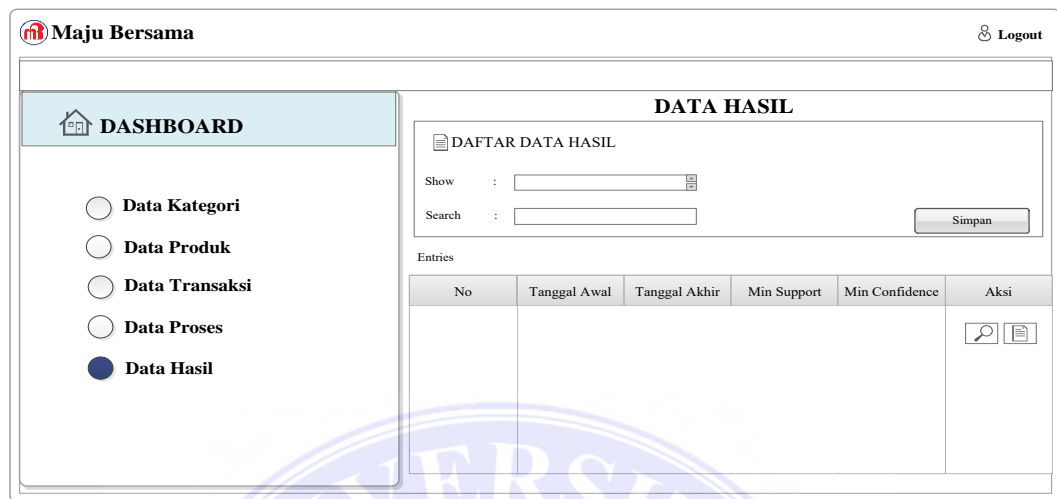 Maju Bersama
Logout
DASHBOARD
Data Kategori
Data Produk
Data Transaksi
Data Proses
Data Hasil
DATA HASIL
DAFTAR DATA HASIL
Show :
Search :
Simpan
Entries
No Tanggal Awal Tanggal Akhir Min Support Min Confidence Aksi